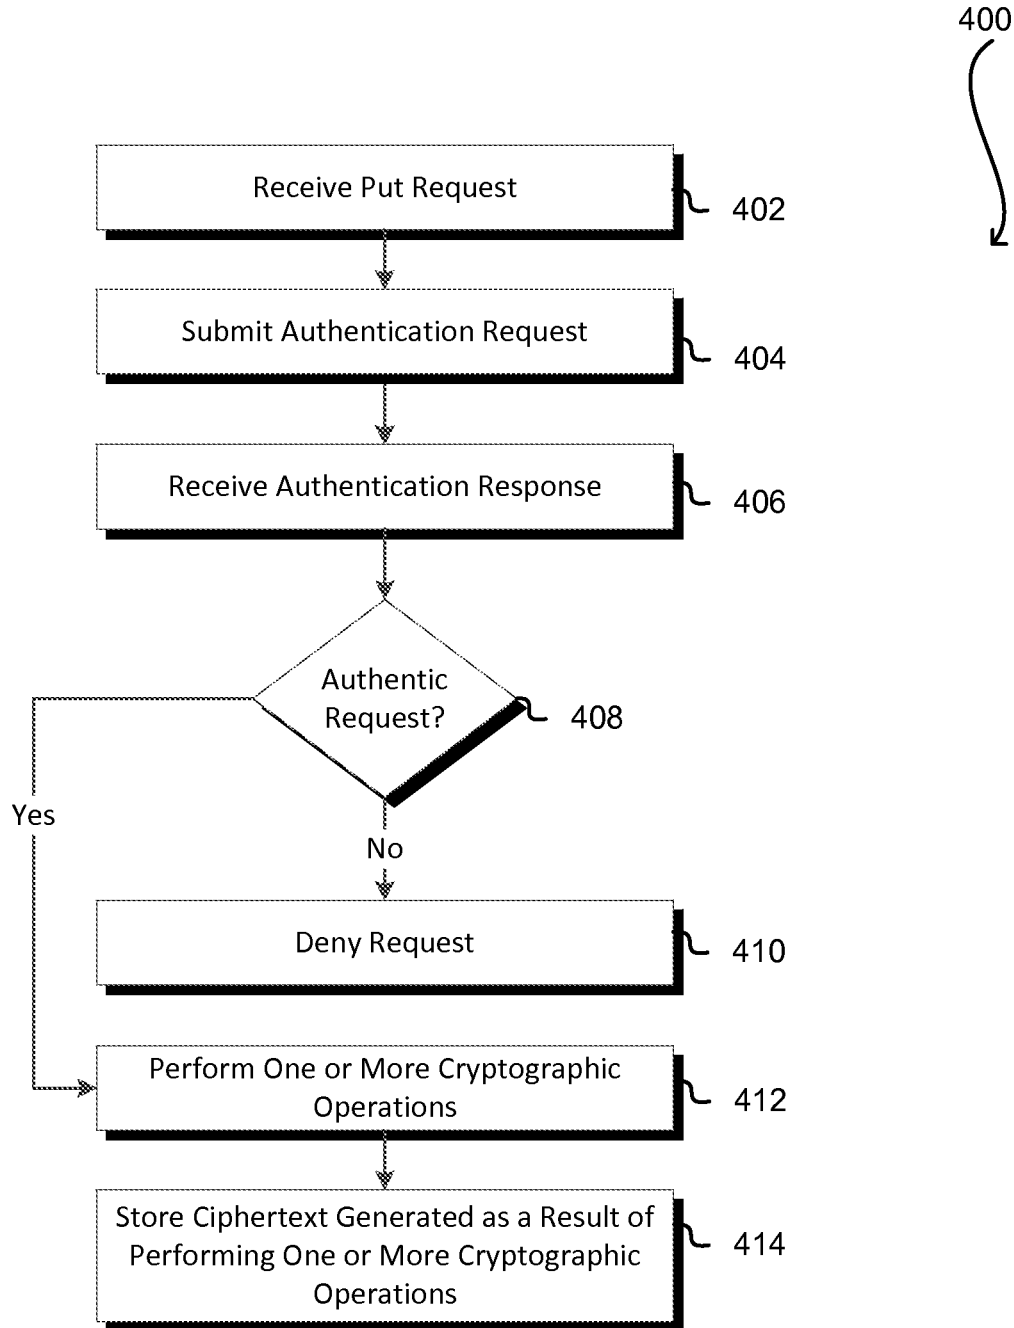 400
Receive Put Request
402
Submit Authentication Request
404
Receive Authentication Response
406
Authentic
Request?
408
Yes
No
Deny Request
410
Perform One or More Cryptographic
Operations
412
Store Ciphertext Generated as a Result of
Performing One or More Cryptographic
Operations
414